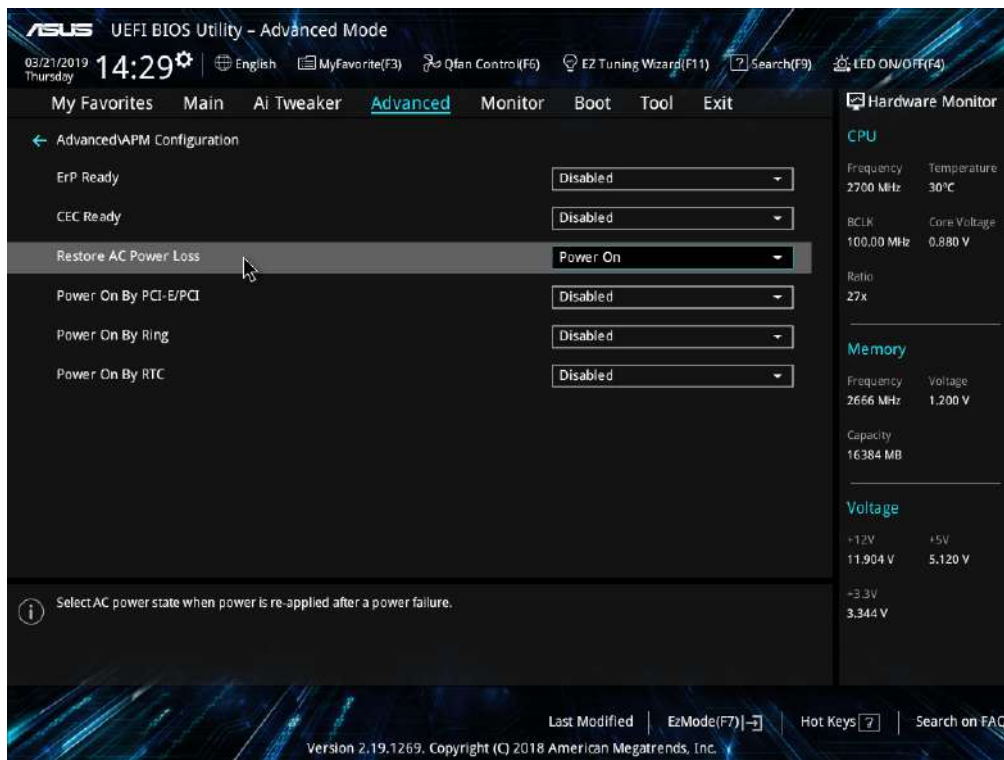 ASUS UEFI BIOS Utility – Advanced Mode
03/21/2019
Thursday
14:29 English MyFavorite(F3) Qfan Control(F6) EZ Tuning Wizard(F11) ? Search(F9) LED ON/OFF(F4)
My Favorites Main Ai Tweaker Advanced Monitor Boot Tool Exit
Advanced\APM Configuration
ErP Ready Disabled
CEC Ready Disabled
Restore AC Power Loss Power On
Power On By PCI-E/PCI Disabled
Power On By Ring Disabled
Power On By RTC Disabled
Select AC power state when power is re-applied after a power failure.
Hardware Monitor
CPU
Frequency Temperature
2700 MHz 30°C
BCLK Core Voltage
100.00 MHz 0.880 V
Ratio
27x
Memory
Frequency Voltage
2666 MHz 1.200 V
Capacity
16384 MB
Voltage
+12V +5V
11.904 V 5.120 V
+3.3V
3.344 V
Last Modified EzMode(F7) Hot Keys ? Search on FAQ
Version 2.19.1269. Copyright (C) 2018 American Megatrends, Inc.